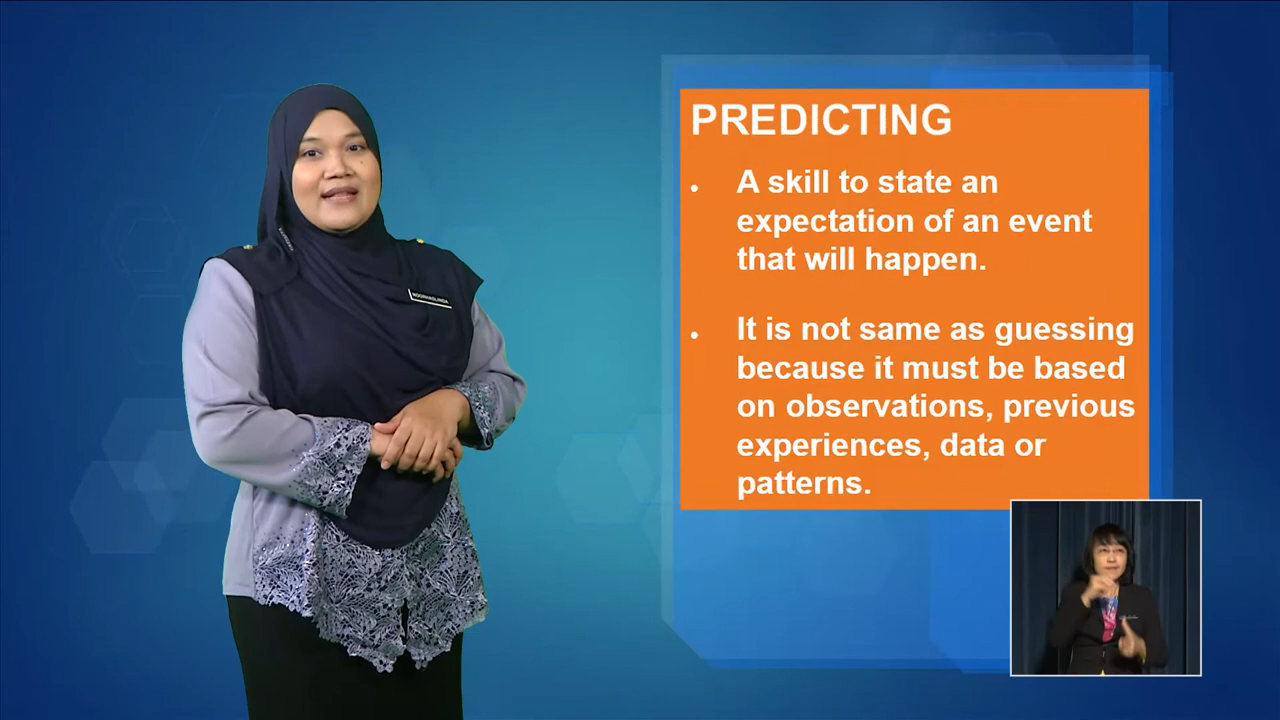 PREDICTING
• A skill to state an
expectation of an event
that will happen.
• It is not same as guessing
because it must be based
on observations, previous
experiences, data or
patterns.
NOORHASLINDA